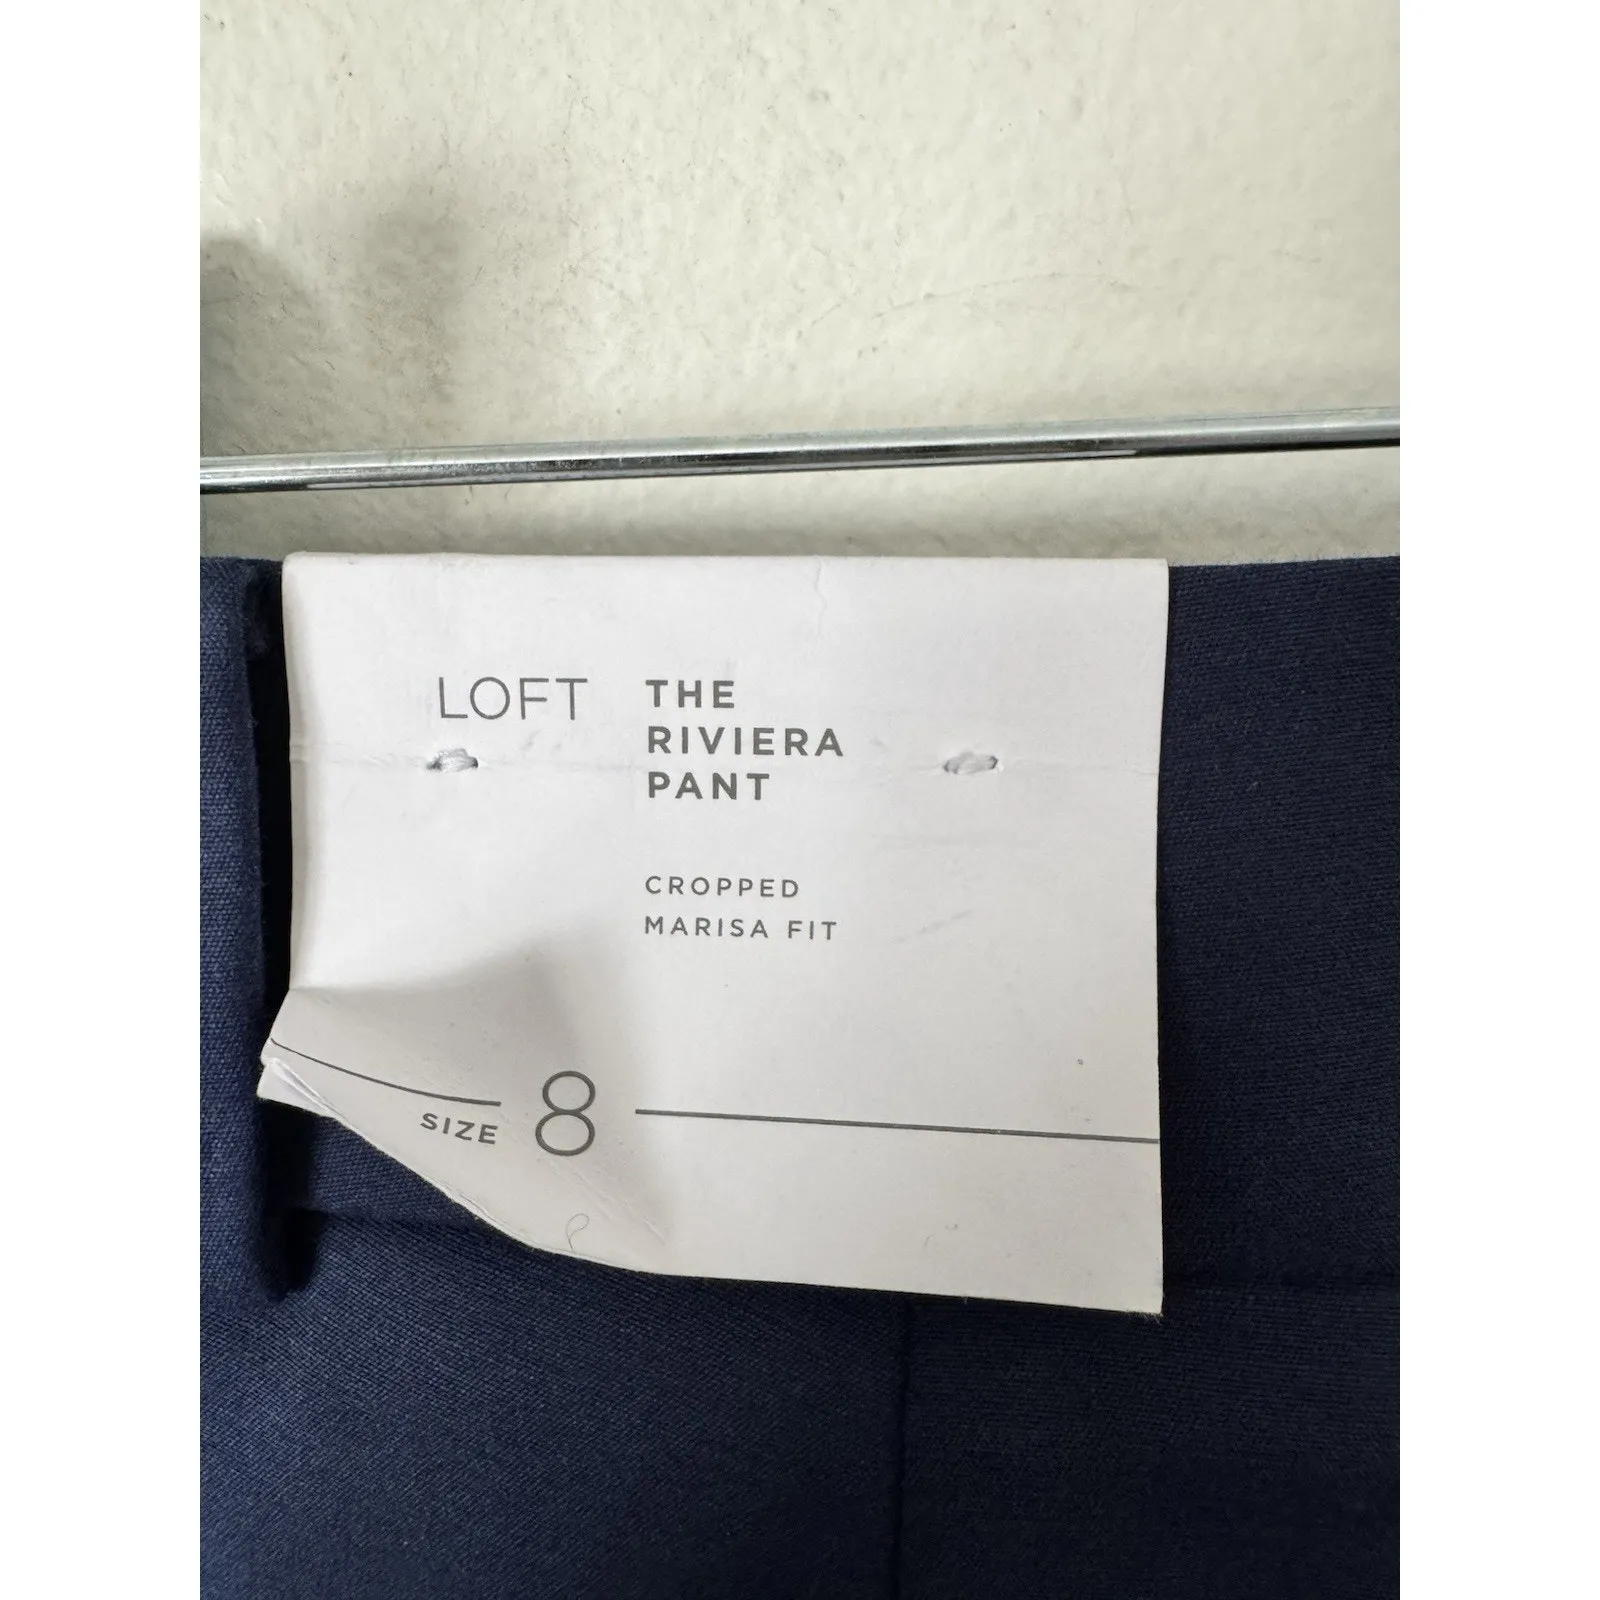 LOFT
THE
RIVIERA
PANT
CROPPED
MARISA FIT
SIZE 8